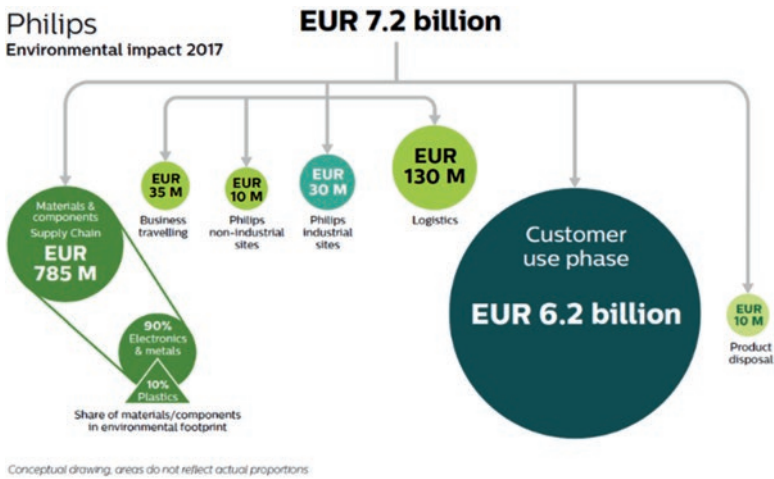 Philips
Environmental impact 2017
EUR 7.2 billion
Materials &
components
Supply Chain
EUR
785 M
90%
Electronics
& metals
10%
Plastics
Share of materials/components
in environmental footprint
EUR
35 M
Business
travelling
EUR
10 M
Philips
non-industrial
sites
EUR
30 M
Philips
industrial
sites
EUR
130 M
Logistics
Customer
use phase
EUR 6.2 billion
EUR
10 M
Product
disposal
Conceptual drawing, areas do not reflect actual proportions